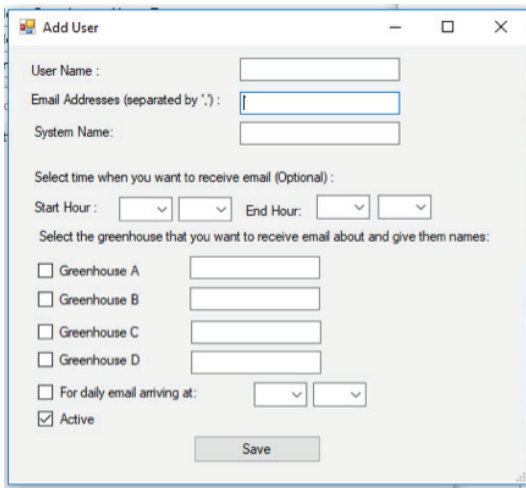 Add User
User Name :
Email Addresses (separated by ',') :
System Name:
Select time when you want to receive email (Optional) :
Start Hour : End Hour:
Select the greenhouse that you want to receive email about and give them names:
Greenhouse A
Greenhouse B
Greenhouse C
Greenhouse D
For daily email arriving at:
Active
Save